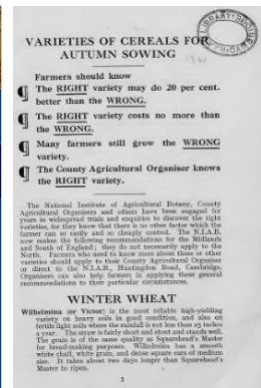 VARIETIES OF CEREALS FOR
AUTUMN SOWING
Farmers should know
¶ The RIGHT variety may do 20 per cent.
better than the WRONG.
¶ The RIGHT variety costs no more than
the WRONG.
¶ Many farmers still grow the WRONG
variety.
¶ The County Agricultural Organiser knows
the RIGHT variety.
The National Institute of Agricultural Botany, County
Agricultural Organisers and others have been engaged for
years in widespread trials and enquiries to discover the right
varieties, for they know that there is no other factor which the
farmer can so easily and so cheaply control. The N.I.A.B.
now makes the following recommendations for the Midlands
and South of England; they do not necessarily apply to the
North. Farmers who need to know more about these or other
varieties should apply to their County Agricultural Organiser
or direct to the N.I.A.B., Huntingdon Road, Cambridge.
Organisers can also help farmers in applying these general
recommendations to their particular circumstances.
WINTER WHEAT
Wilhelmina (or Victor) is the most reliable high-yielding
variety on heavy soils in good condition, and also on
fertile light soils where the rainfall is not less than 25 inches
a year. The straw is fairly short and stout and stands well.
The grain is of the same quality as Squarehead's Master
for bread-making purposes. Wilhelmina has a smooth
white chaff, white grain, and dense square ears of medium
size. It takes about two days longer than Squarehead's
Master to ripen.
1